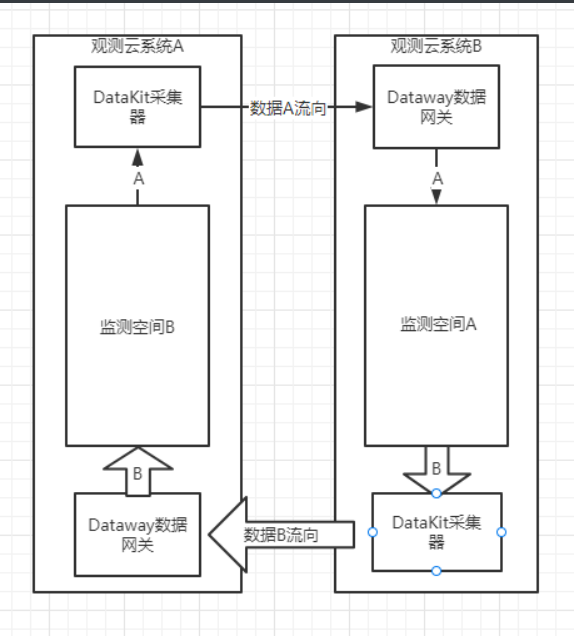 观测云系统A
DataKit采集
器
A
监测空间B
B
Dataway数据
网关
数据A流向
数据B流向
观测云系统B
Dataway数据
网关
A
监测空间A
B
DataKit采集
器